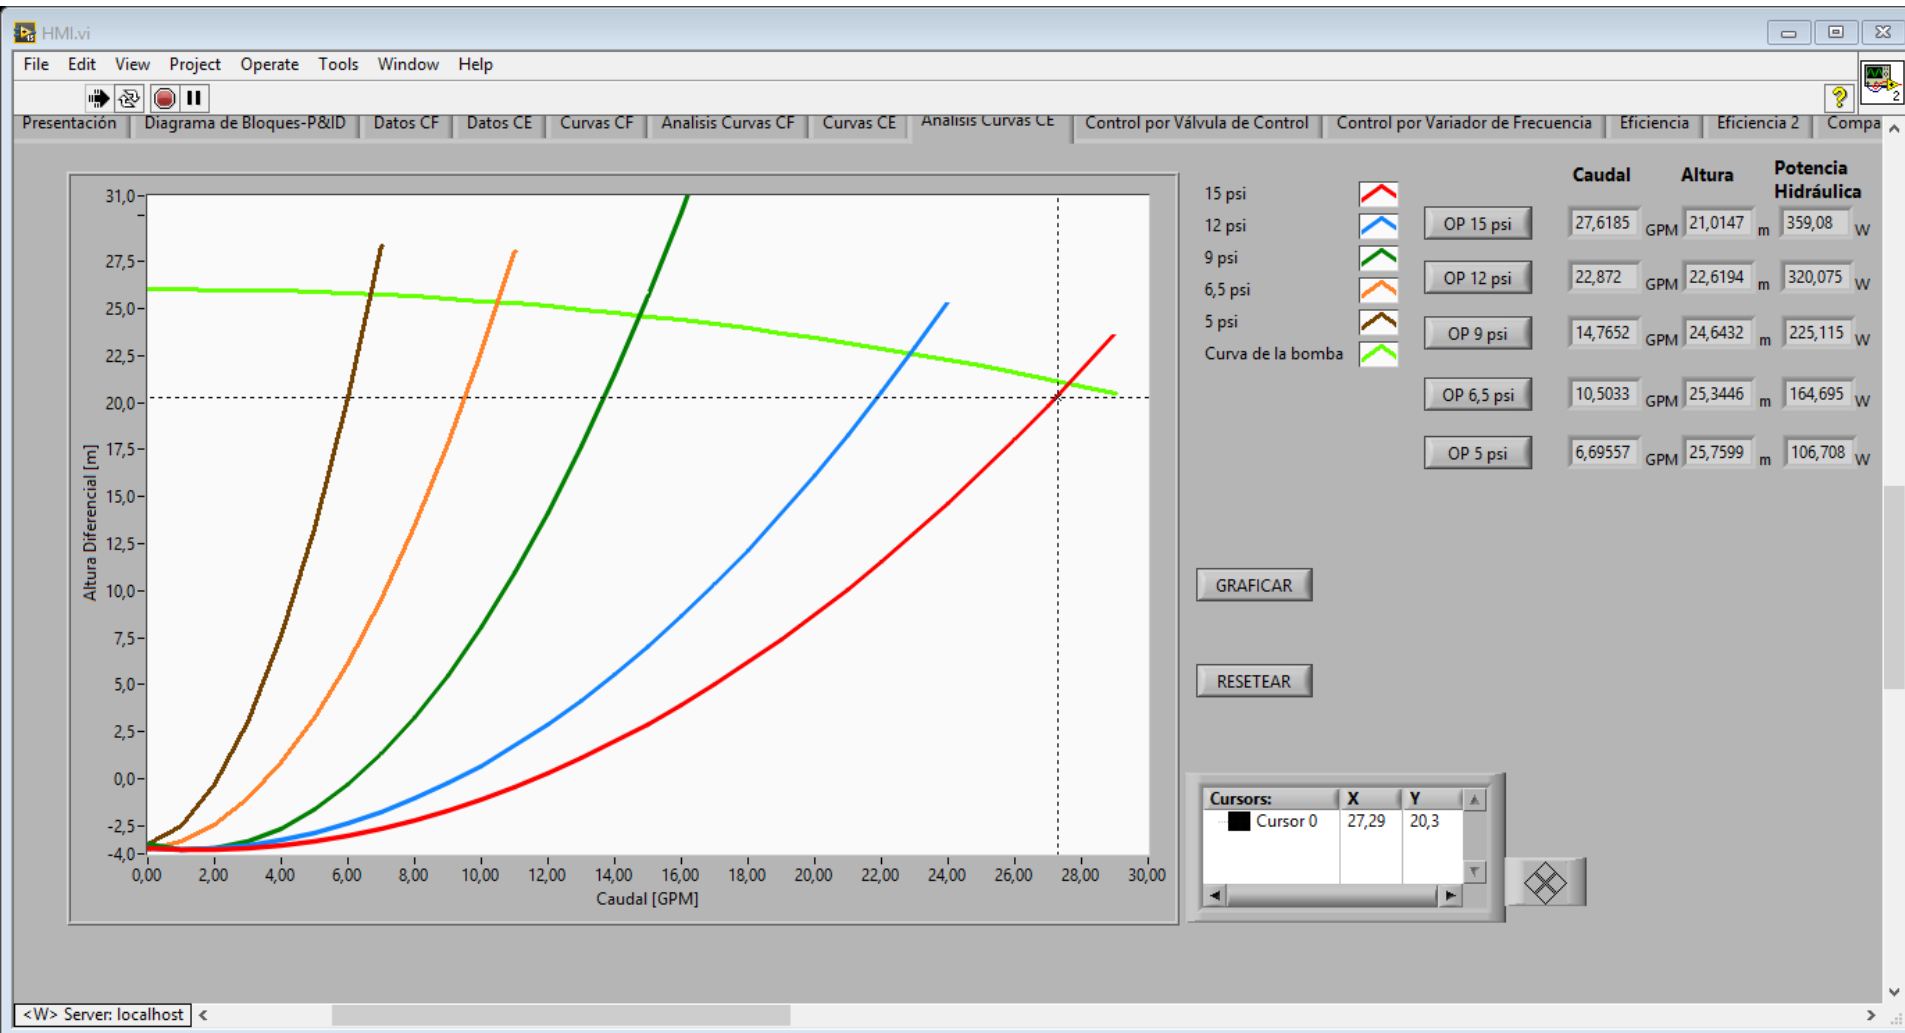 HMI.vi
File Edit View Project Operate Tools Window Help
2
Presentación Diagrama de Bloques-P&ID Datos CF Datos CE Curvas CF Analisis Curvas CF Curvas CE Analisis Curvas CE Control por Válvula de Control Control por Variador de Frecuencia Eficiencia Eficiencia 2 Compa
31,0
27,5
25,0
22,5
20,0
17,5
15,0
12,5
10,0
7,5
5,0
2,5
0,0
-2,5
-4,0
Altura Diferencial [m]
0,00 2,00 4,00 6,00 8,00 10,00 12,00 14,00 16,00 18,00 20,00 22,00 24,00 26,00 28,00 30,00
Caudal [GPM]
15 psi
12 psi
9 psi
6,5 psi
5 psi
Curva de la bomba
Caudal Altura Potencia
Hidráulica
OP 15 psi 27,6185 GPM 21,0147 m 359,08 W
OP 12 psi 22,872 GPM 22,6194 m 320,075 W
OP 9 psi 14,7652 GPM 24,6432 m 225,115 W
OP 6,5 psi 10,5033 GPM 25,3446 m 164,695 W
OP 5 psi 6,69557 GPM 25,7599 m 106,708 W
GRAFICAR
RESETEAR
Cursors: X Y
Cursor 0 27,29 20,3
<W> Server: localhost